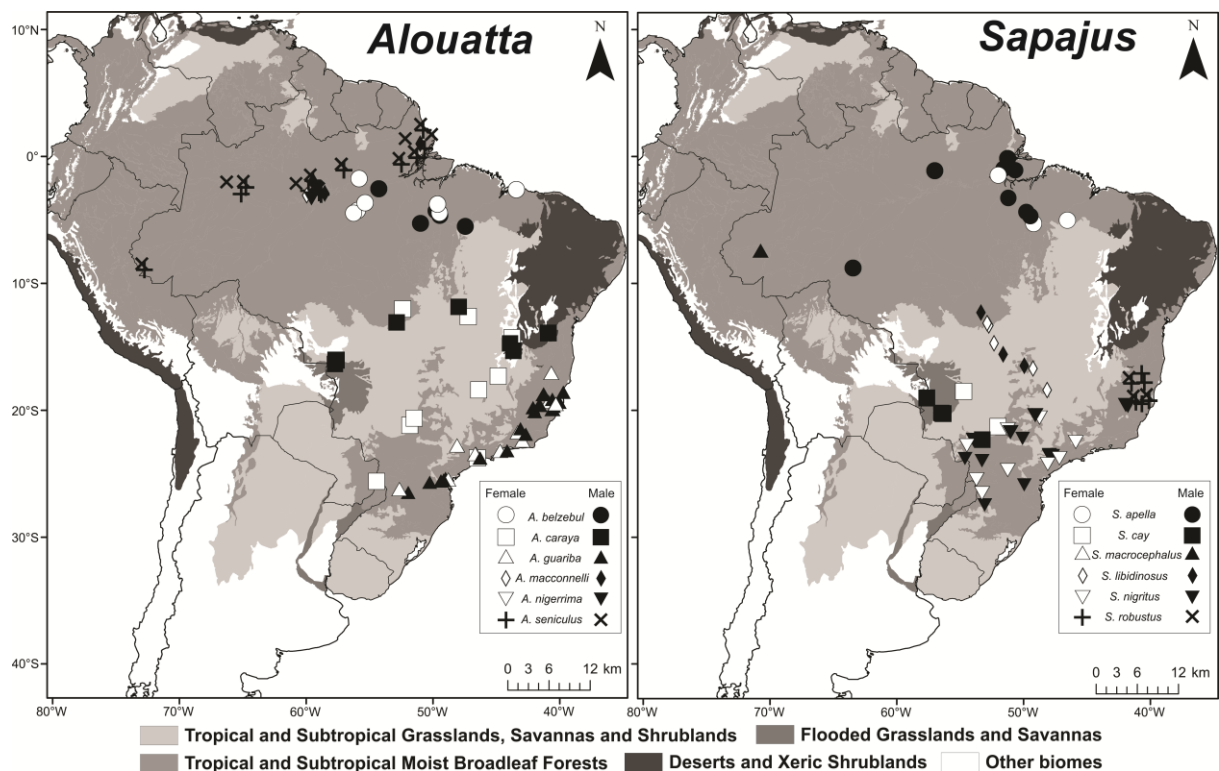 Alouatta
N
10°N
0°
10°S
20°S
30°S
40°S
80°W
70°W
60°W
50°W
40°W
Female Male
A. belzebul
A. caraya
A. guariba
A. macconnelli
A. nigerrima
A. seniculus
0 3 6 12 km
Sapajus
N
80°W
70°W
60°W
50°W
40°W
Female Male
S. apella
S. cay
S. macrocephalus
S. libidinosus
S. nigritus
S. robustus
0 3 6 12 km
Tropical and Subtropical Grasslands, Savannas and Shrublands Flooded Grasslands and Savannas
Tropical and Subtropical Moist Broadleaf Forests Deserts and Xeric Shrublands Other biomes